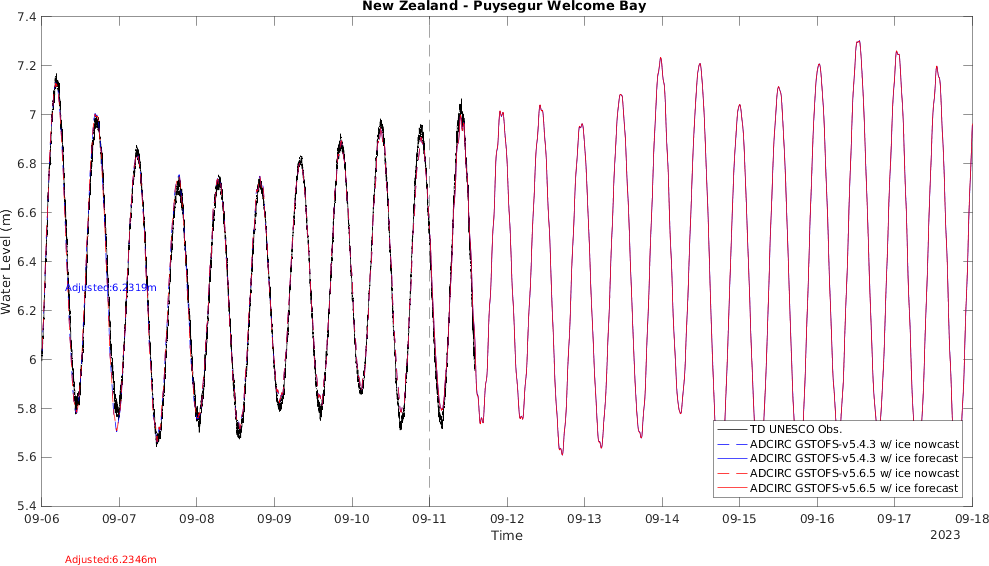 New Zealand - Puysegur Welcome Bay
Water Level (m)
7.4
7.2
7
6.8
6.6
6.4
6.2
6
5.8
5.6
5.4
Adjusted:6.2319m
TD UNESCO Obs.
ADCIRC GSTOFS-v5.4.3 w/ ice nowcast
ADCIRC GSTOFS-v5.4.3 w/ ice forecast
ADCIRC GSTOFS-v5.6.5 w/ ice nowcast
ADCIRC GSTOFS-v5.6.5 w/ ice forecast
09-06 09-07 09-08 09-09 09-10 09-11 09-12 09-13 09-14 09-15 09-16 09-17 09-18
Time
2023
Adjusted:6.2346m